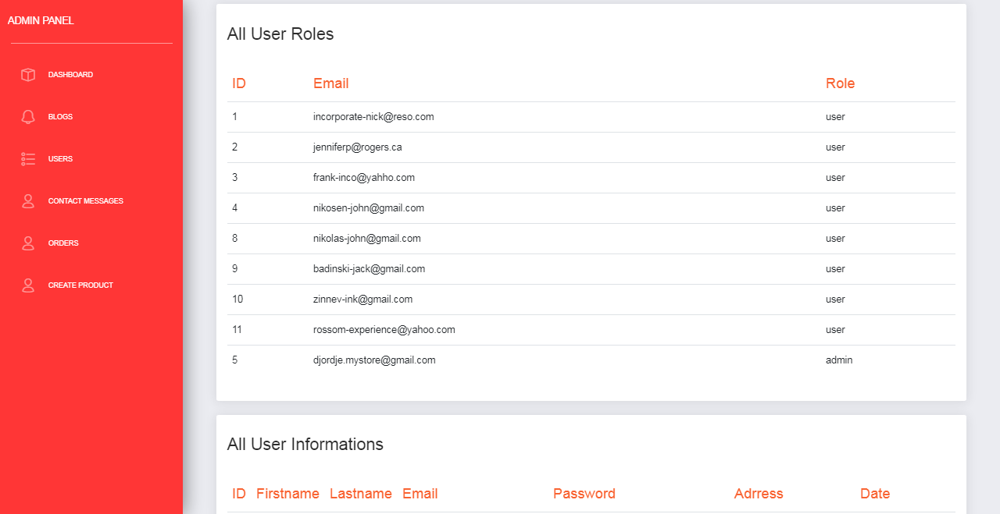 ADMIN PANEL
DASHBOARD
BLOGS
USERS
CONTACT MESSAGES
ORDERS
CREATE PRODUCT
All User Roles
ID Email Role
1 incorporate-nick@reso.com user
2 jenniferp@rogers.ca user
3 frank-inco@yahho.com user
4 nikosen-john@gmail.com user
8 nikolas-john@gmail.com user
9 badinski-jack@gmail.com user
10 zinnev-ink@gmail.com user
11 rossom-experience@yahoo.com user
5 djordje.mystore@gmail.com admin
All User Informations
ID Firstname Lastname Email Password Adrress Date